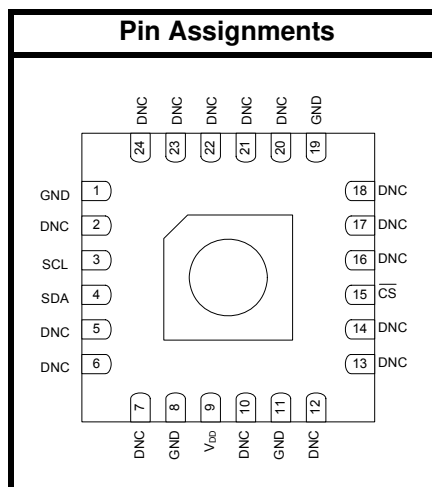 Pin Assignments
DNC DNC DNC DNC DNC GND
24 23 22 21 20 19
GND 1 18 DNC
DNC 2 17 DNC
SCL 3 16 DNC
SDA 4 15 C̅S̅
DNC 5 14 DNC
DNC 6 13 DNC
7 8 9 10 11 12
DNC GND VDD DNC GND DNC